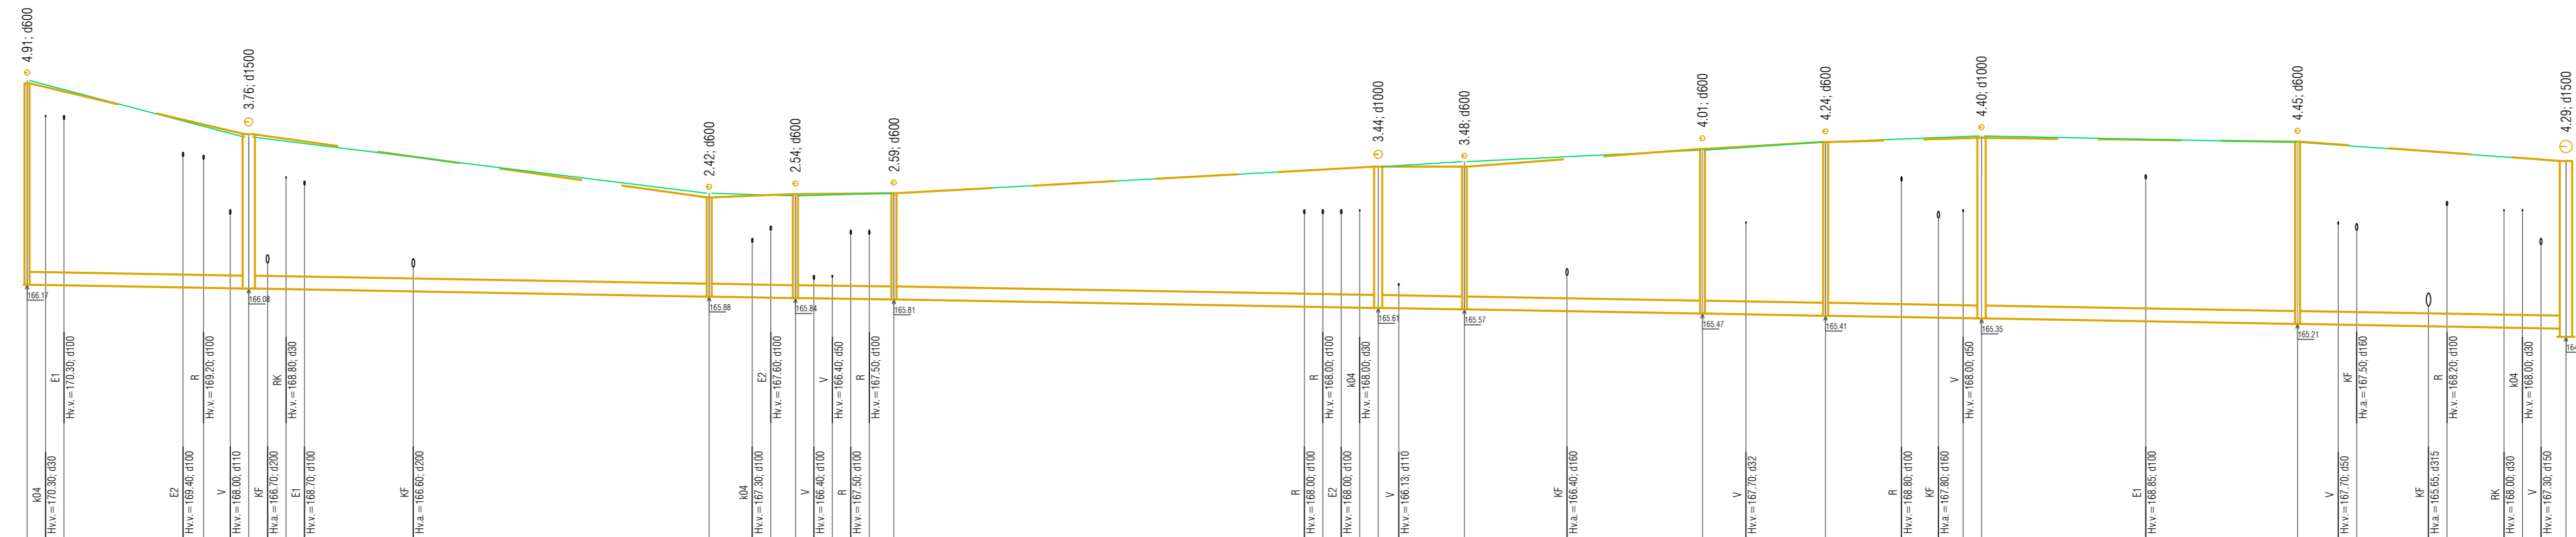 4.91; d600
3.76; d1500
2.42; d600
2.54; d600
2.59; d600
3.44; d1000
3.48; d600
4.01; d600
4.24; d600
4.40; d1000
4.45; d600
4.29; d1500
166.17
166.08
165.88
165.84
165.81
165.61
165.57
165.47
165.41
165.35
165.21
164
k04
Hv.v.=170.30; d30
E1
Hv.v.=170.30; d100
E2
Hv.v.=169.40; d100
R
Hv.v.=169.20; d100
V
Hv.v.=168.00; d110
KF
Hv.a.=166.70; d200
RK
Hv.v.=168.80; d30
E1
Hv.v.=168.70; d100
KF
Hv.a.=166.60; d200
k04
Hv.v.=167.30; d100
E2
Hv.v.=167.60; d100
V
Hv.v.=166.40; d100
V
Hv.v.=166.40; d50
R
Hv.v.=167.50; d100
R
Hv.v.=167.50; d100
R
Hv.v.=168.00; d100
R
Hv.v.=168.00; d100
E2
Hv.v.=168.00; d100
k04
Hv.v.=168.00; d30
V
Hv.v.=166.13; d110
KF
Hv.a.=166.40; d160
V
Hv.v.=167.70; d32
R
Hv.v.=168.80; d100
KF
Hv.a.=167.80; d160
V
Hv.v.=168.00; d50
E1
Hv.v.=168.85; d100
V
Hv.v.=167.70; d50
KF
Hv.a.=167.50; d160
KF
Hv.a.=165.65; d315
R
Hv.v.=168.20; d100
RK
Hv.v.=168.00; d30
k04
Hv.v.=168.00; d30
V
Hv.v.=167.30; d150